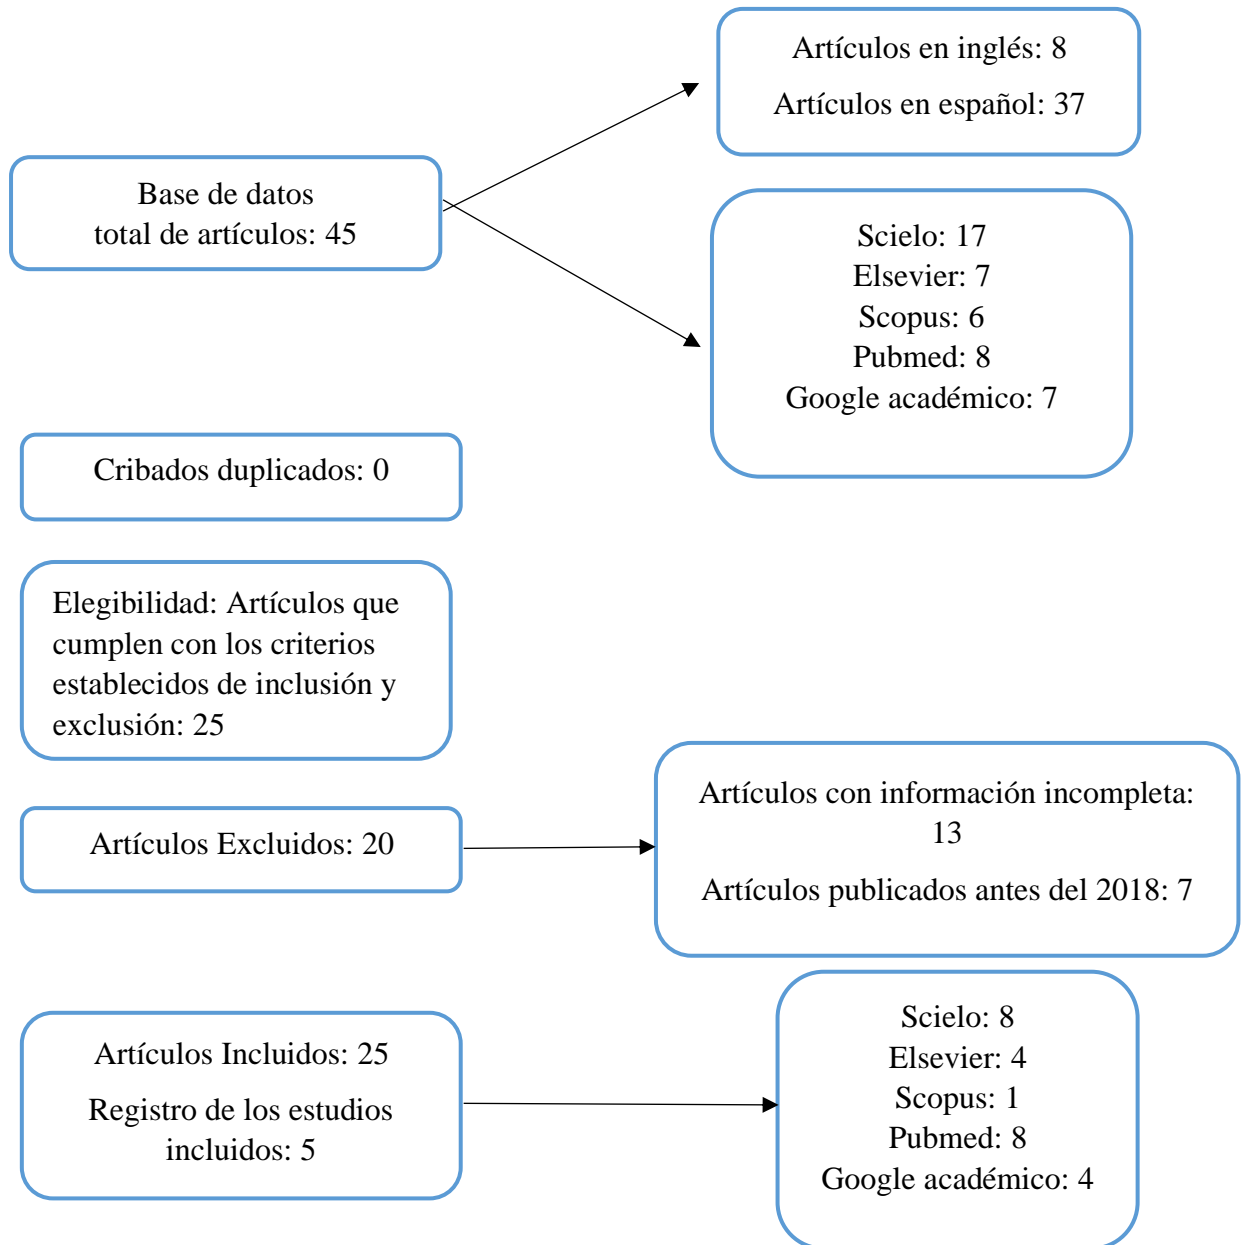 Artículos en inglés: 8
Artículos en español: 37
Base de datos
total de artículos: 45
Scielo: 17
Elsevier: 7
Scopus: 6
Pubmed: 8
Google académico: 7
Cribados duplicados: 0
Elegibilidad: Artículos que
cumplen con los criterios
establecidos de inclusión y
exclusión: 25
Artículos Excluidos: 20
Artículos con información incompleta:
13
Artículos publicados antes del 2018: 7
Artículos Incluidos: 25
Registro de los estudios
incluidos: 5
Scielo: 8
Elsevier: 4
Scopus: 1
Pubmed: 8
Google académico: 4